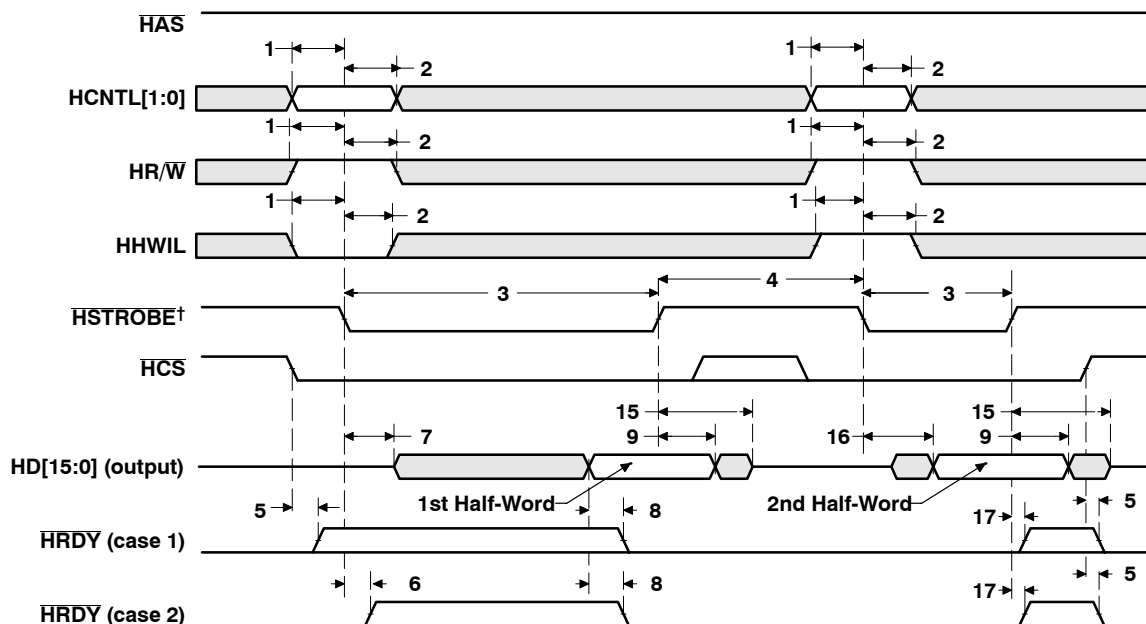 HAS
1 1
2 2
HCNTL[1:0]
1 1
2 2
HR/W
1 1
2 2
HHWIL
4
3 3
HSTROBE†
HCS
15 15
7 9 16 9
HD[15:0] (output)
1st Half-Word 2nd Half-Word
5 8 17 5
HRDY (case 1)
6 8 17 5
HRDY (case 2)